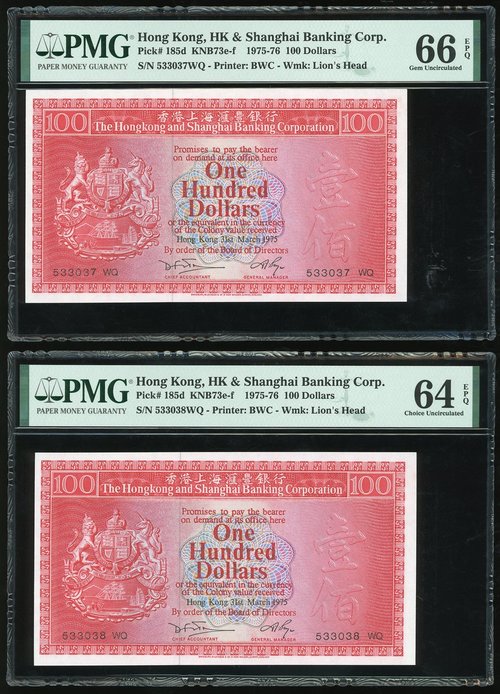 PMG
PAPER MONEY GUARANTY
Hong Kong, HK & Shanghai Banking Corp.
Pick# 185d KNB73e-f 1975-76 100 Dollars
S/N 533037WQ - Printer: BWC - Wmk: Lion's Head
66 EPQ
Gem Uncirculated
香港上海滙豐銀行
100 The Hongkong and Shanghai Banking Corporation 100
Promises to pay the bearer
on demand at its office here
One
Hundred
Dollars
or the equivalent in the currency
of the Colony value received
Hong Kong 31st March 1975
By order of the Board of Directors
壹佰
533037 WQ
533037 WQ
CHIEF ACCOUNTANT GENERAL MANAGER
PMG
PAPER MONEY GUARANTY
Hong Kong, HK & Shanghai Banking Corp.
Pick# 185d KNB73e-f 1975-76 100 Dollars
S/N 533038WQ - Printer: BWC - Wmk: Lion's Head
64 EPQ
Choice Uncirculated
香港上海滙豐銀行
100 The Hongkong and Shanghai Banking Corporation 100
Promises to pay the bearer
on demand at its office here
One
Hundred
Dollars
or the equivalent in the currency
of the Colony value received
Hong Kong 31st March 1975
By order of the Board of Directors
壹佰
533038 WQ
533038 WQ
CHIEF ACCOUNTANT GENERAL MANAGER